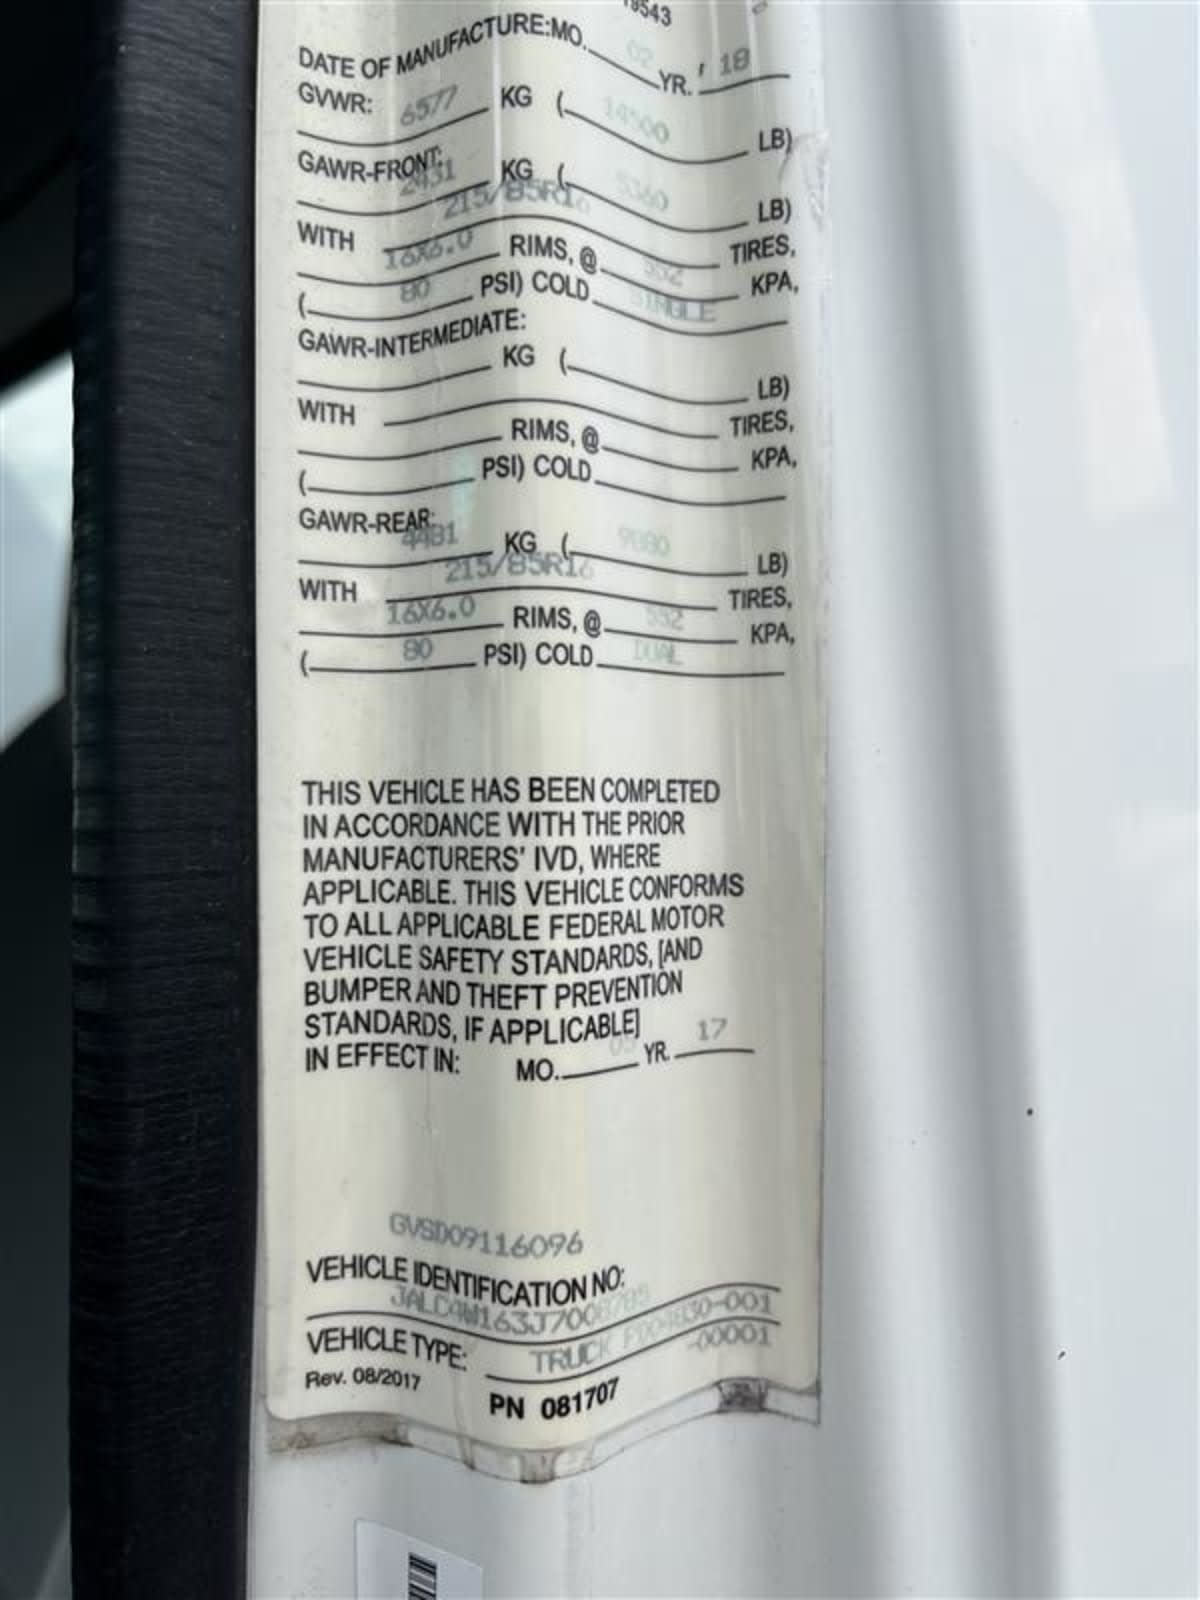 19543
DATE OF MANUFACTURE:MO. 02 YR. ' 18
GVWR: 6577 KG ( 14500 LB)
GAWR-FRONT: 2431 KG ( 5360 LB)
WITH 215/85R16 TIRES,
16X6.0 RIMS, @ 552 KPA,
( 80 PSI) COLD SINGLE
GAWR-INTERMEDIATE:
KG ( LB)
WITH TIRES,
RIMS, @ KPA,
( PSI) COLD
GAWR-REAR: 4481 KG ( 9880 LB)
WITH 215/85R16 TIRES,
16X6.0 RIMS, @ 552 KPA,
( 80 PSI) COLD DUAL
THIS VEHICLE HAS BEEN COMPLETED
IN ACCORDANCE WITH THE PRIOR
MANUFACTURERS' IVD, WHERE
APPLICABLE. THIS VEHICLE CONFORMS
TO ALL APPLICABLE FEDERAL MOTOR
VEHICLE SAFETY STANDARDS, [AND
BUMPER AND THEFT PREVENTION
STANDARDS, IF APPLICABLE]
IN EFFECT IN: MO. 05 YR. 17
GVSD09116096
VEHICLE IDENTIFICATION NO:
VEHICLE TYPE: TRUCK
-00001
Rev. 08/2017
PN 081707